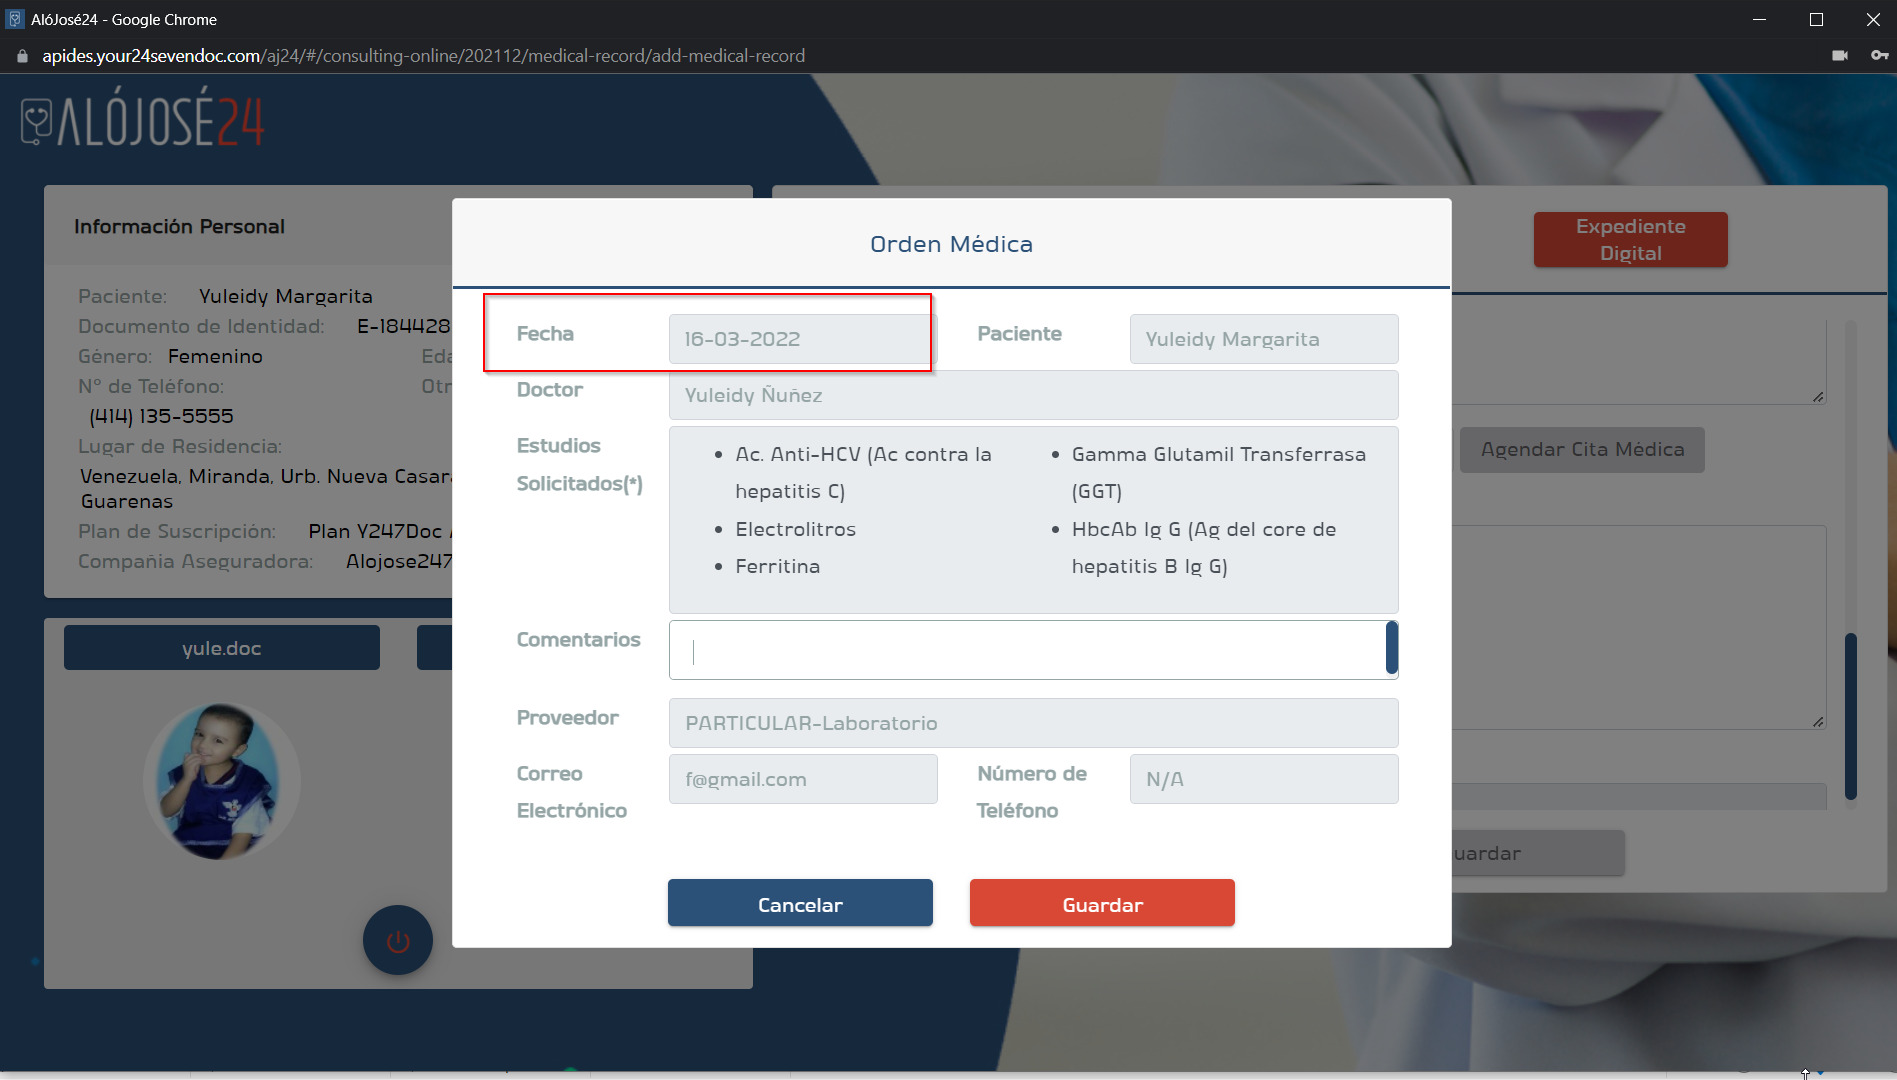 AlóJosé24 - Google Chrome
apides.your24sevendoc.com/aj24/#/consulting-online/202112/medical-record/add-medical-record
ALÓJOSÉ24
Información Personal
Paciente: Yuleidy Margarita
Documento de Identidad: E-184428
Género: Femenino
Nº de Teléfono:
(414) 135-5555
Lugar de Residencia:
Venezuela, Miranda, Urb. Nueva Casar
Guarenas
Plan de Suscripción: Plan Y247Doc
Compañia Aseguradora: Alojose247
yule.doc
Expediente
Digital
Agendar Cita Médica
uardar
Orden Médica
Fecha 16-03-2022 Paciente Yuleidy Margarita
Doctor Yuleidy Ñuñez
Estudios
Solicitados(*)
• Ac. Anti-HCV (Ac contra la
hepatitis C)
• Electrolitros
• Ferritina
• Gamma Glutamil Transferrasa
(GGT)
• HbcAb Ig G (Ag del core de
hepatitis B Ig G)
Comentarios
Proveedor PARTICULAR-Laboratorio
Correo
Electrónico
f@gmail.com
Número de
Teléfono
N/A
Cancelar
Guardar